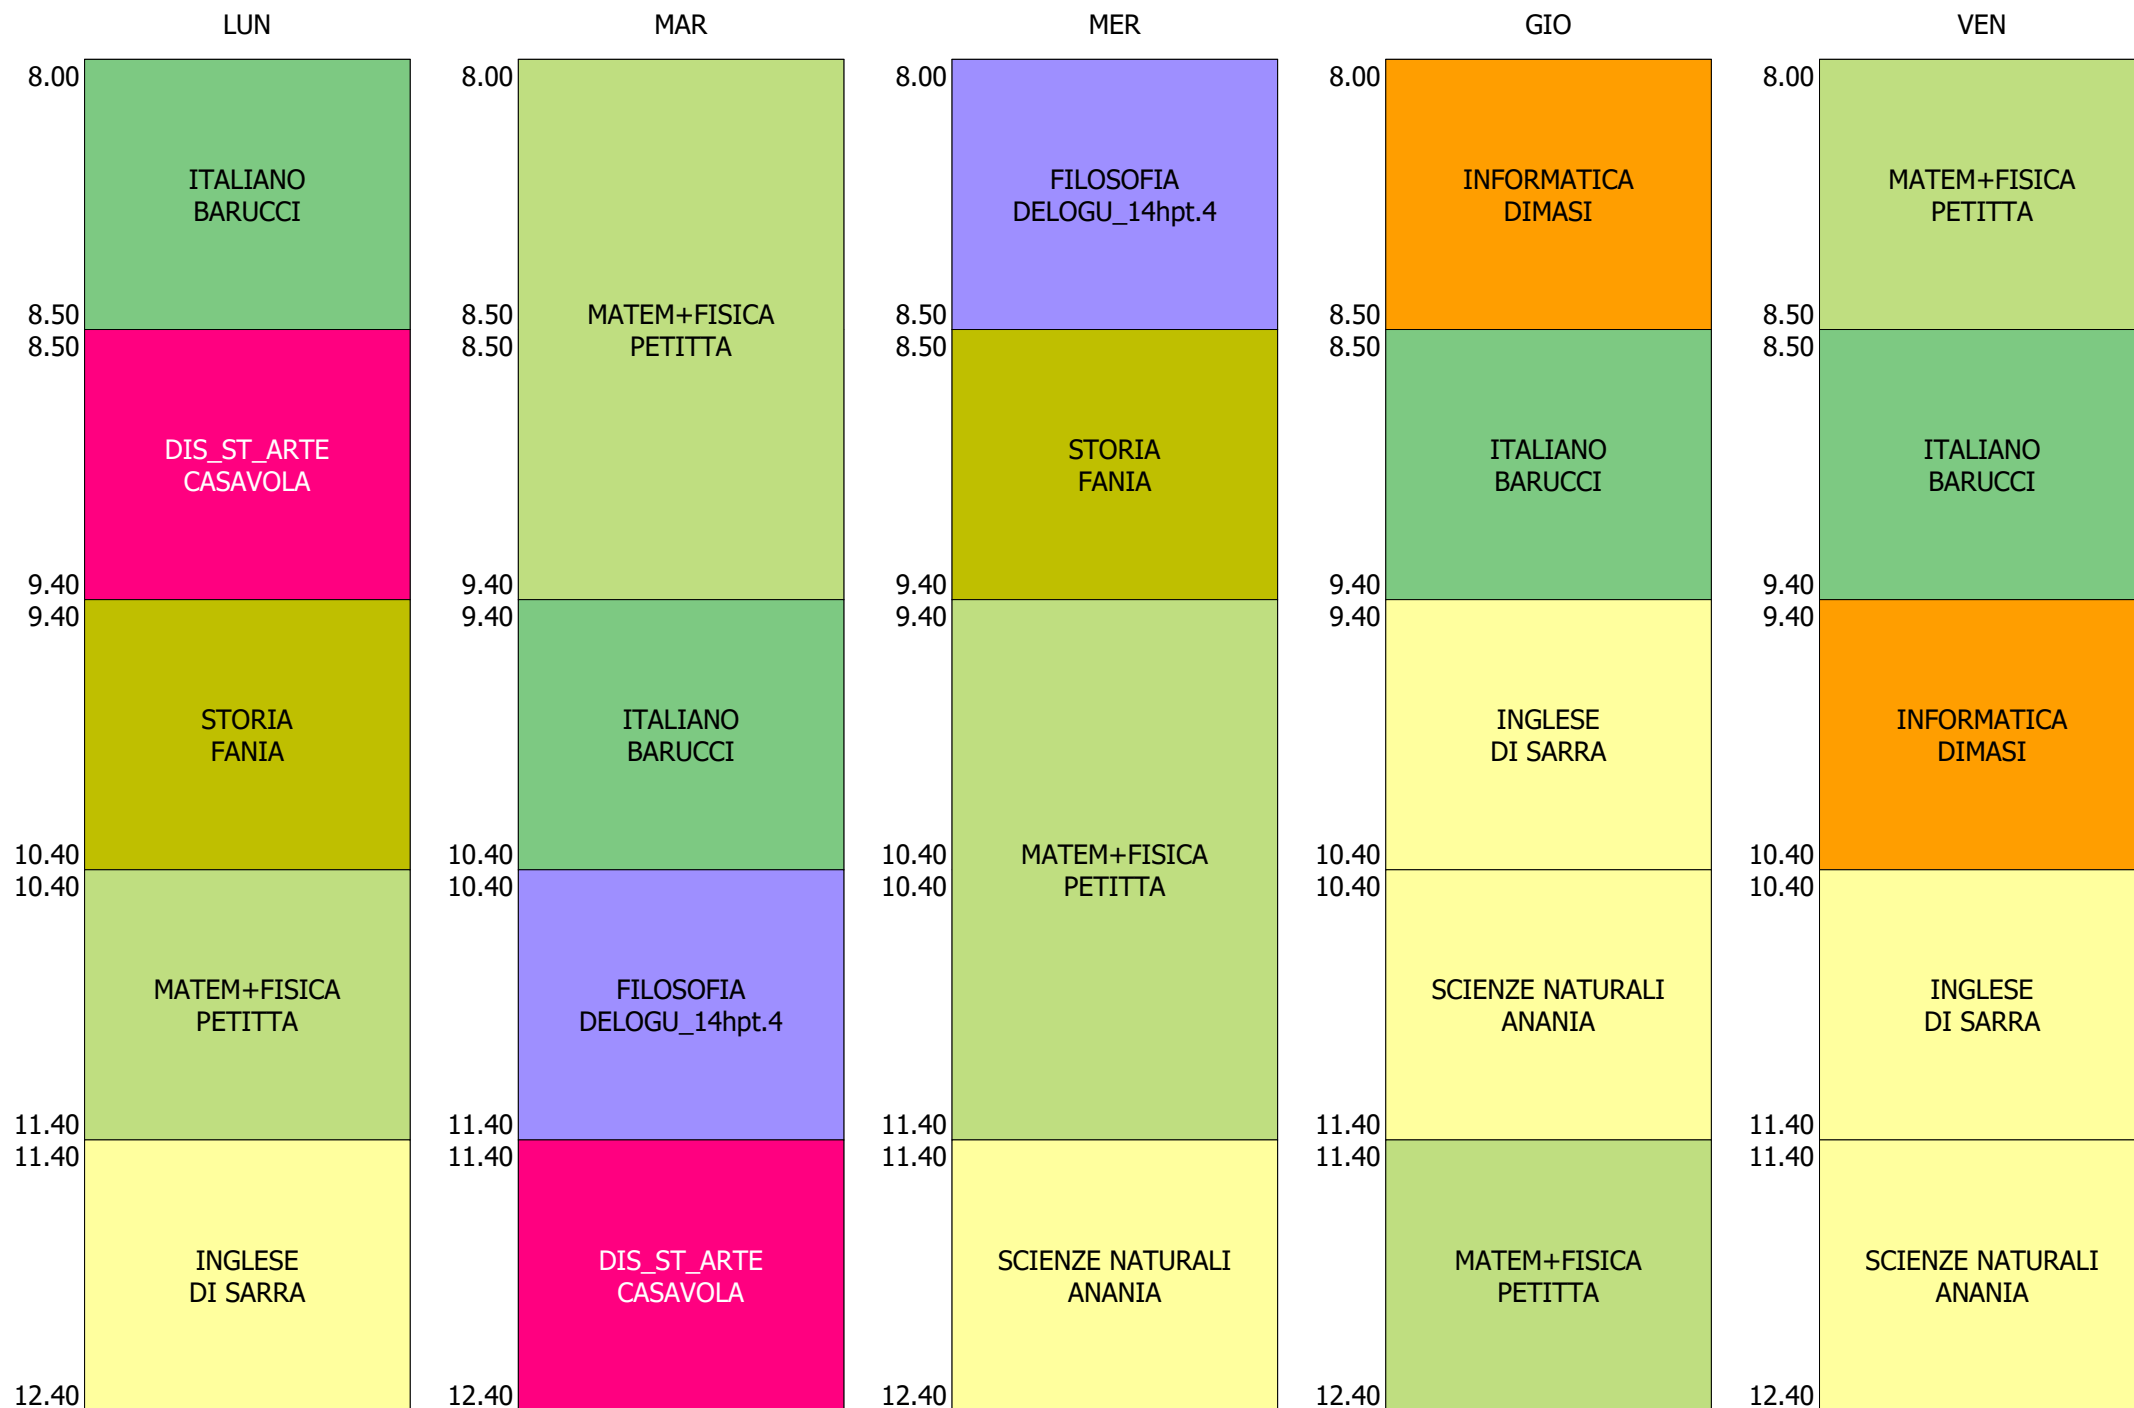 LUN
8.00
ITALIANO
BARUCCI
8.50
8.50
DIS_ST_ARTE
CASAVOLA
9.40
9.40
STORIA
FANIA
10.40
10.40
MATEM+FISICA
PETITTA
11.40
11.40
INGLESE
DI SARRA
12.40
MAR
8.00
8.50
MATEM+FISICA
8.50
PETITTA
9.40
9.40
ITALIANO
BARUCCI
10.40
10.40
FILOSOFIA
DELOGU_14hpt.4
11.40
11.40
DIS_ST_ARTE
CASAVOLA
12.40
MER
8.00
FILOSOFIA
DELOGU_14hpt.4
8.50
8.50
STORIA
FANIA
9.40
9.40
10.40
MATEM+FISICA
10.40
PETITTA
11.40
11.40
SCIENZE NATURALI
ANANIA
12.40
GIO
8.00
INFORMATICA
DIMASI
8.50
8.50
ITALIANO
BARUCCI
9.40
9.40
INGLESE
DI SARRA
10.40
10.40
SCIENZE NATURALI
ANANIA
11.40
11.40
MATEM+FISICA
PETITTA
12.40
VEN
8.00
MATEM+FISICA
PETITTA
8.50
8.50
ITALIANO
BARUCCI
9.40
9.40
INFORMATICA
DIMASI
10.40
10.40
INGLESE
DI SARRA
11.40
11.40
SCIENZE NATURALI
ANANIA
12.40